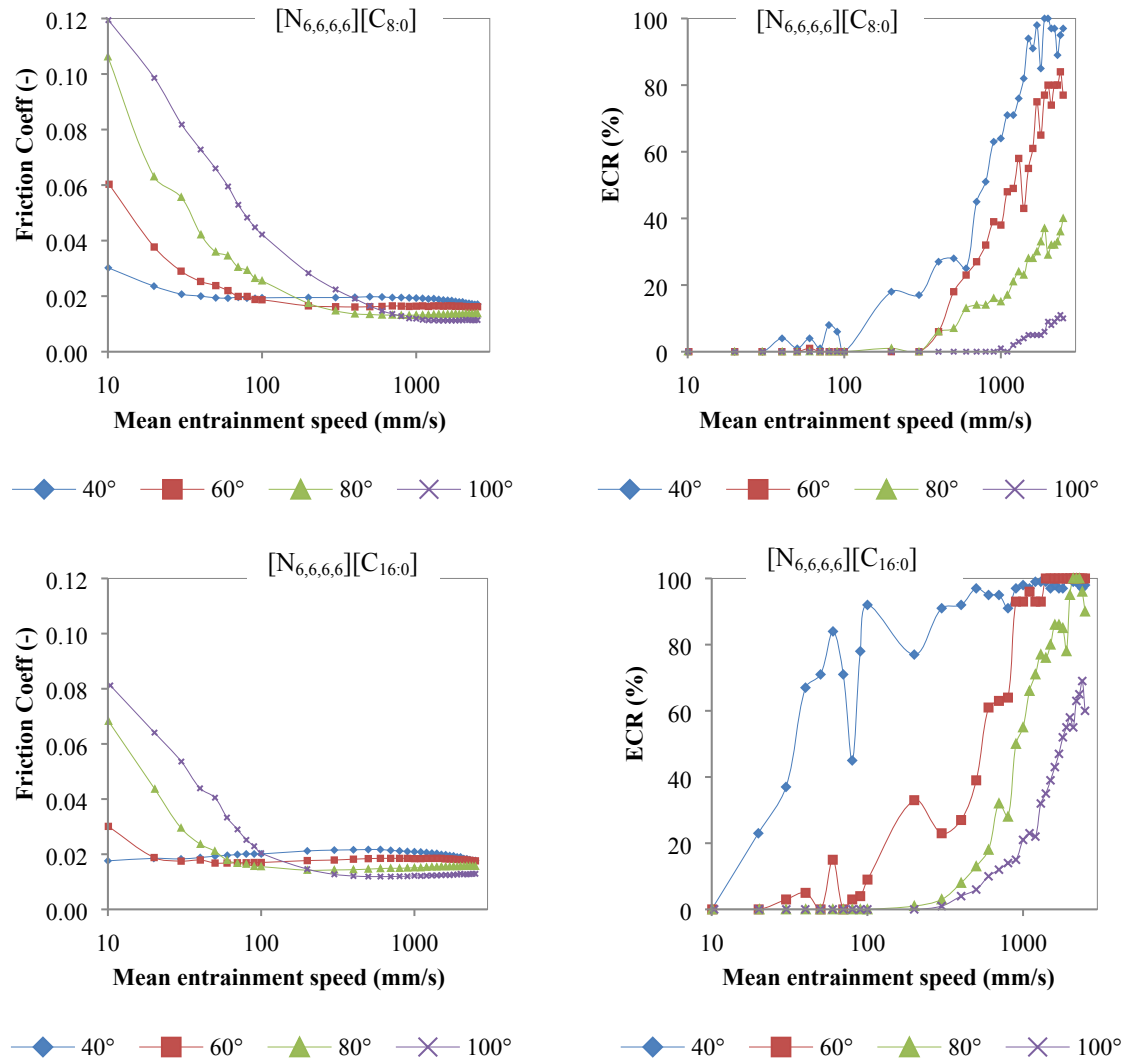 [N6,6,6,6][C8:0]
0.12
0.10
0.08
0.06
0.04
0.02
0.00
Friction Coeff (-)
10 100 1000
Mean entrainment speed (mm/s)
40° 60° 80° 100°
[N6,6,6,6][C8:0]
100
80
60
40
20
0
ECR (%)
10 100 1000
Mean entrainment speed (mm/s)
40° 60° 80° 100°
[N6,6,6,6][C16:0]
0.12
0.10
0.08
0.06
0.04
0.02
0.00
Friction Coeff (-)
10 100 1000
Mean entrainment speed (mm/s)
40° 60° 80° 100°
[N6,6,6,6][C16:0]
100
80
60
40
20
0
ECR (%)
10 100 1000
Mean entrainment speed (mm/s)
40° 60° 80° 100°